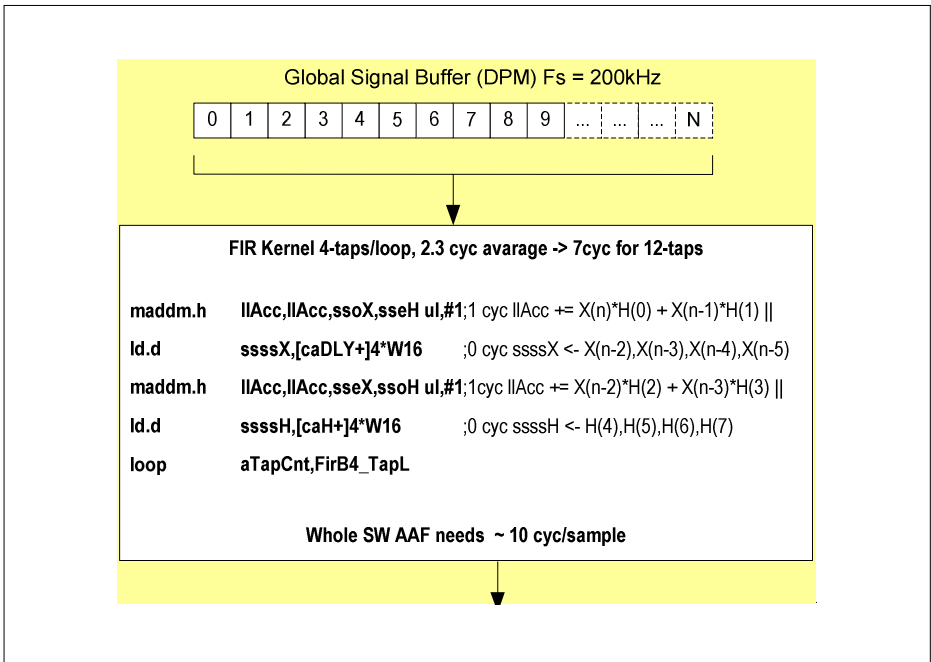 Global Signal Buffer (DPM) Fs = 200kHz
0 1 2 3 4 5 6 7 8 9 ... ... ... N
FIR Kernel 4-taps/loop, 2.3 cyc avarage -> 7cyc for 12-taps
maddm.h llAcc,llAcc,ssoX,sseH ul,#1;1 cyc llAcc += X(n)*H(0) + X(n-1)*H(1) ||
ld.d ssssX,[caDLY+]4*W16 ;0 cyc ssssX <- X(n-2),X(n-3),X(n-4),X(n-5)
maddm.h llAcc,llAcc,sseX,ssoH ul,#1;1cyc llAcc += X(n-2)*H(2) + X(n-3)*H(3) ||
ld.d ssssH,[caH+]4*W16 ;0 cyc ssssH <- H(4),H(5),H(6),H(7)
loop aTapCnt,FirB4_TapL
Whole SW AAF needs ~ 10 cyc/sample